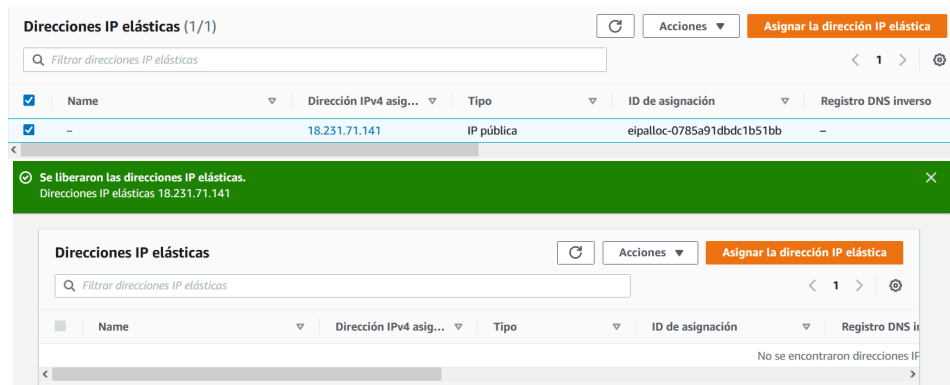 Direcciones IP elásticas (1/1) Acciones Asignar la dirección IP elástica
Filtrar direcciones IP elásticas 1
Name Dirección IPv4 asig... Tipo ID de asignación Registro DNS inverso
– 18.231.71.141 IP pública eipalloc-0785a91dbdc1b51bb –
Se liberaron las direcciones IP elásticas.
Direcciones IP elásticas 18.231.71.141
Direcciones IP elásticas Acciones Asignar la dirección IP elástica
Filtrar direcciones IP elásticas 1
Name Dirección IPv4 asig... Tipo ID de asignación Registro DNS i
No se encontraron direcciones IP